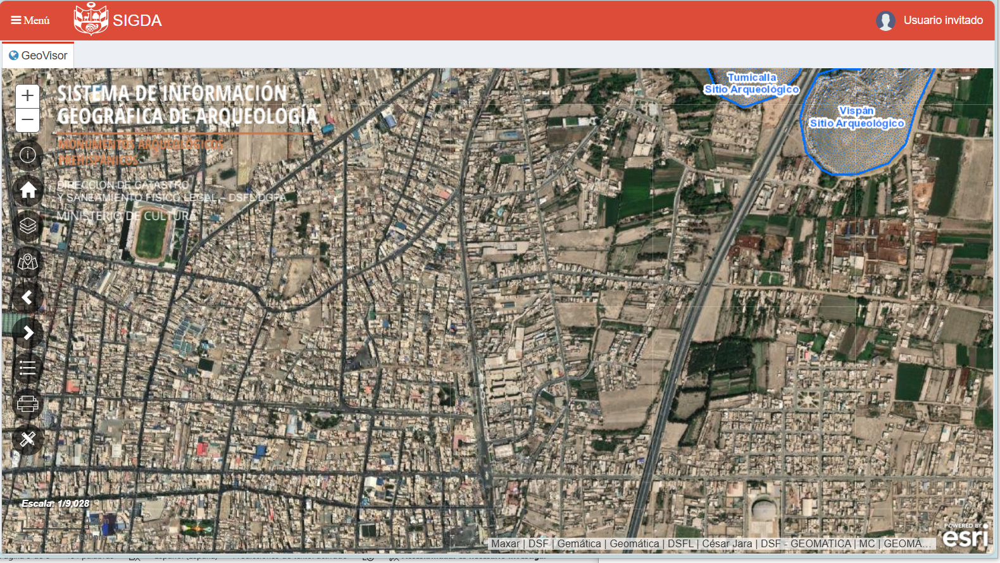 Menú
SIGDA
Usuario invitado
GeoVisor
SISTEMA DE INFORMACIÓN
GEOGRÁFICA DE ARQUEOLOGÍA
MONUMENTOS ARQUEOLÓGICOS
PREHISPÁNICOS
DIRECCIÓN DE CATASTRO
Y SANEAMIENTO FÍSICO LEGAL – DSFL/DGPA
MINISTERIO DE CULTURA
Tumicalla
Sitio Arqueológico
Vispán
Sitio Arqueológico
Escala: 1/9,028
POWERED BY
esri
Maxar | DSF | Gemática | Geomática | DSFL | César Jara | DSF - GEOMATICA | MC | GEOMÁ...